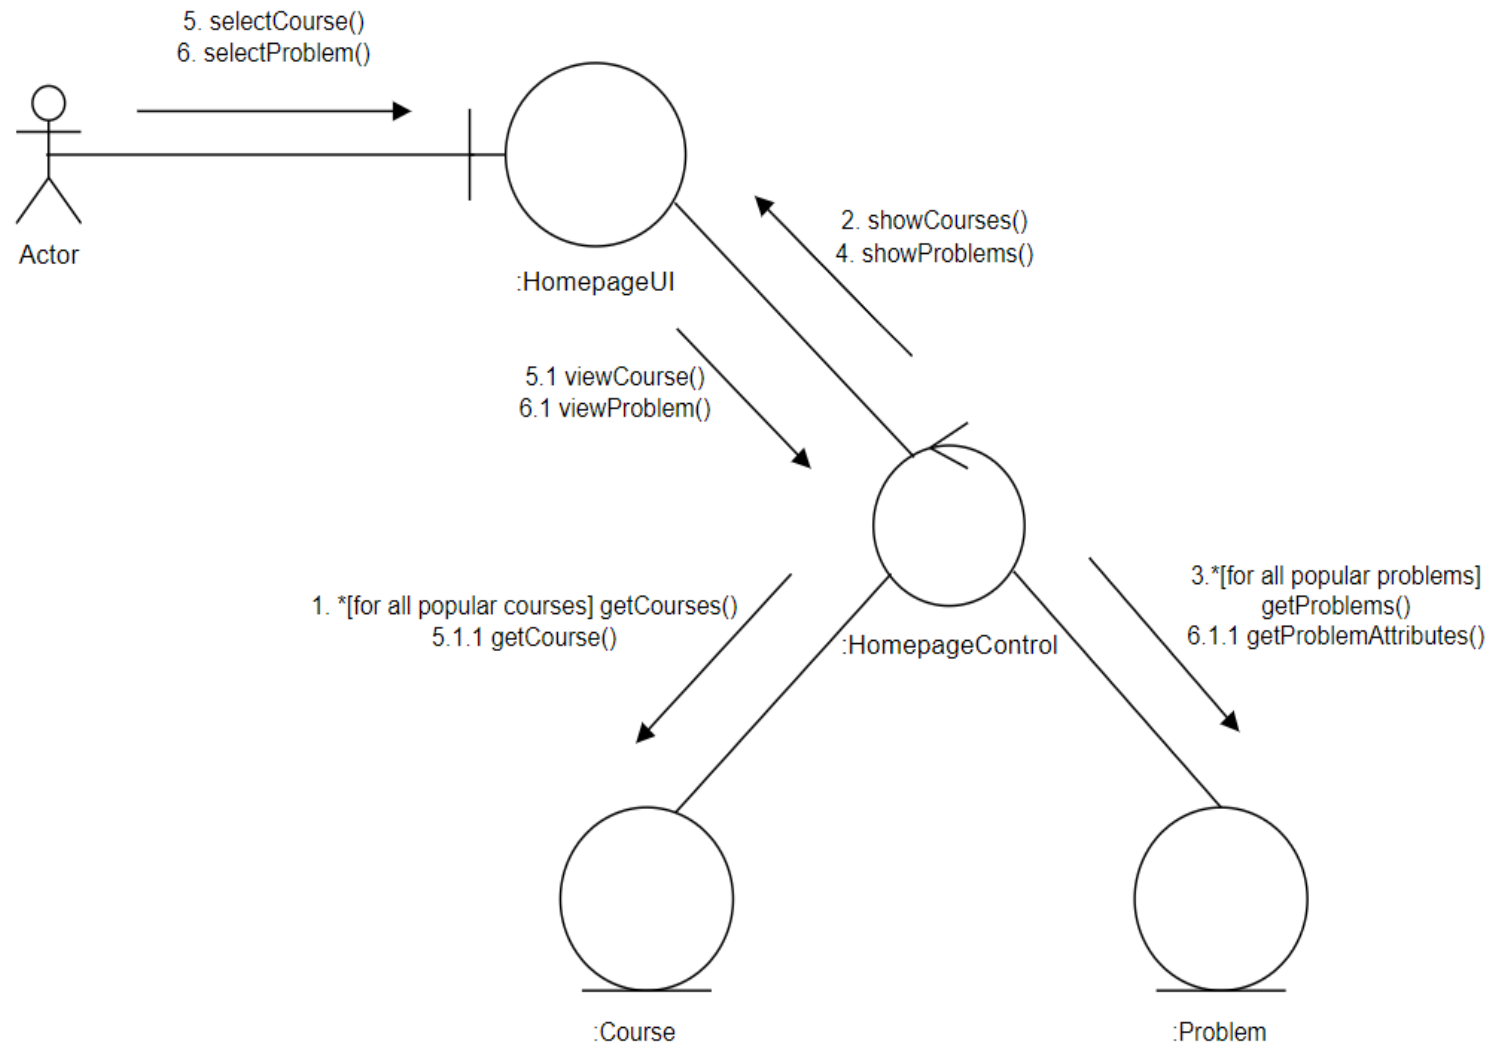 5. selectCourse()
6. selectProblem()
Actor
:HomepageUI
2. showCourses()
4. showProblems()
5.1 viewCourse()
6.1 viewProblem()
:HomepageControl
1. *[for all popular courses] getCourses()
5.1.1 getCourse()
3.*[for all popular problems]
getProblems()
6.1.1 getProblemAttributes()
:Course
:Problem